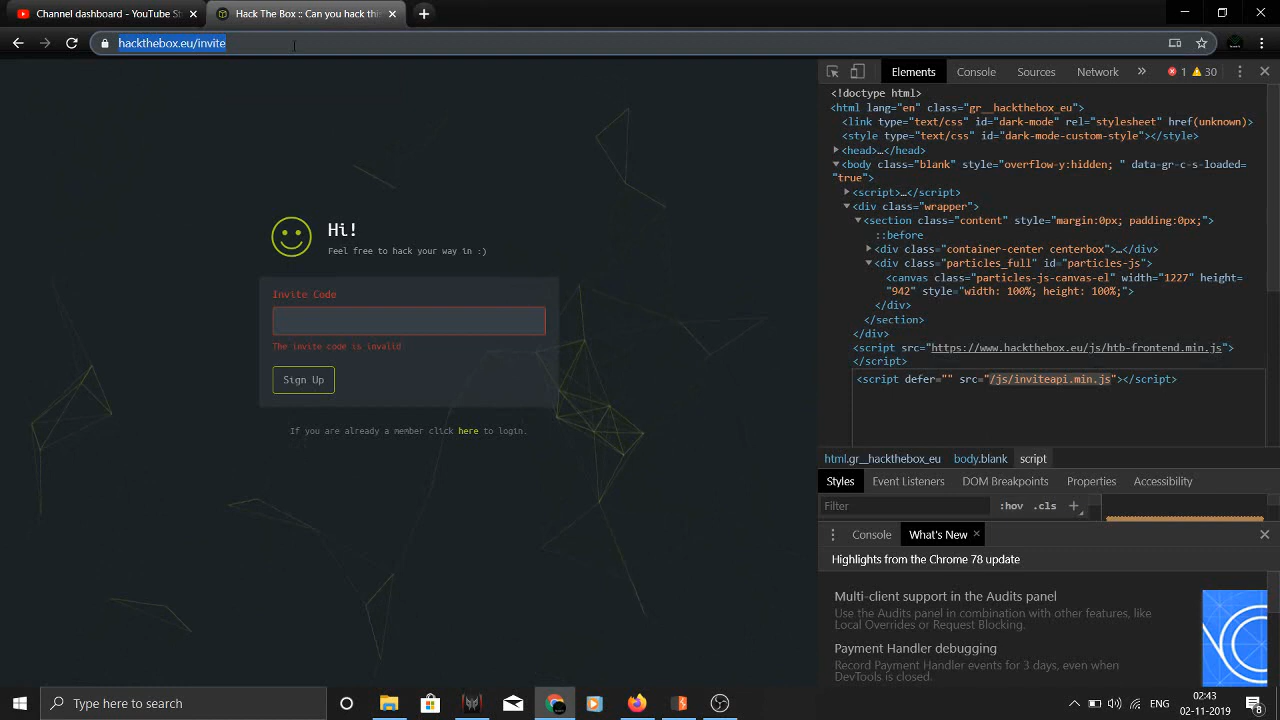 Channel dashboard - YouTube St
Hack The Box :: Can you hack thi
hackthebox.eu/invite
Hi!
Feel free to hack your way in :)
Invite Code
The invite code is invalid
Sign Up
If you are already a member click here to login.
Elements Console Sources Network » 1 30
<!doctype html>
<html lang="en" class="gr__hackthebox_eu">
<link type="text/css" id="dark-mode" rel="stylesheet" href(unknown)>
<style type="text/css" id="dark-mode-custom-style"></style>
<head>…</head>
<body class="blank" style="overflow-y:hidden; " data-gr-c-s-loaded=
"true">
<script>…</script>
<div class="wrapper">
<section class="content" style="margin:0px; padding:0px;">
::before
<div class="container-center centerbox">…</div>
<div class="particles_full" id="particles-js">
<canvas class="particles-js-canvas-el" width="1227" height=
"942" style="width: 100%; height: 100%;">
</div>
</section>
</div>
<script src="https://www.hackthebox.eu/js/htb-frontend.min.js">
</script>
<script defer="" src="/js/inviteapi.min.js"></script>
html.gr__hackthebox_eu body.blank script
Styles Event Listeners DOM Breakpoints Properties Accessibility
Filter :hov .cls +
Console What's New ×
Highlights from the Chrome 78 update
Multi-client support in the Audits panel
Use the Audits panel in combination with other features, like
Local Overrides or Request Blocking.
Payment Handler debugging
Record Payment Handler events for 3 days, even when
DevTools is closed.
Type here to search
ENG
02:43
02-11-2019
8